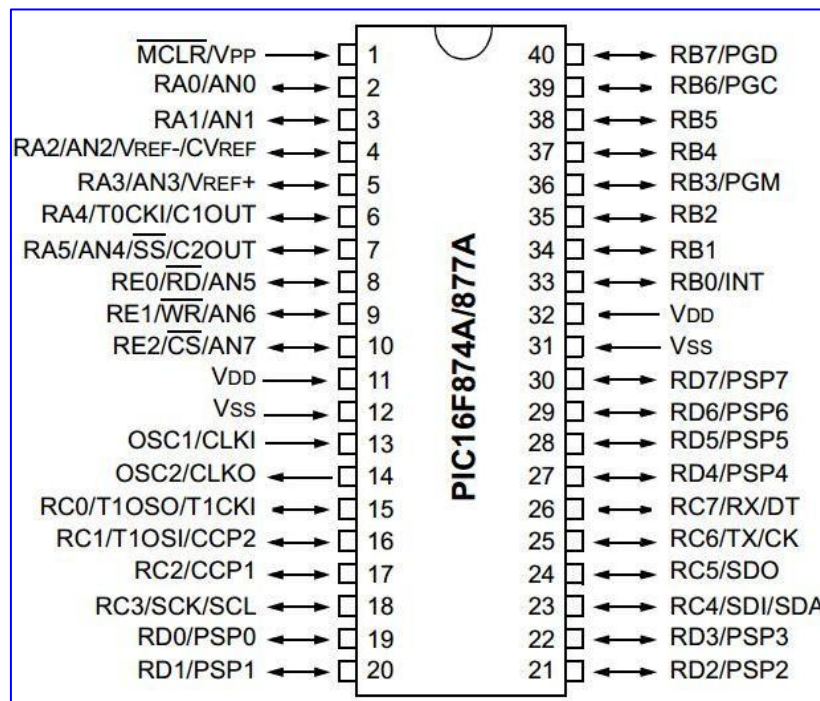 MCLR/VPP 1 40 RB7/PGD
RA0/AN0 2 39 RB6/PGC
RA1/AN1 3 38 RB5
RA2/AN2/VREF-/CVREF 4 37 RB4
RA3/AN3/VREF+ 5 36 RB3/PGM
RA4/T0CKI/C1OUT 6 35 RB2
RA5/AN4/SS/C2OUT 7 34 RB1
RE0/RD/AN5 8 33 RB0/INT
RE1/WR/AN6 9 32 VDD
RE2/CS/AN7 10 31 VSS
VDD 11 30 RD7/PSP7
VSS 12 29 RD6/PSP6
OSC1/CLKI 13 28 RD5/PSP5
OSC2/CLKO 14 27 RD4/PSP4
RC0/T1OSO/T1CKI 15 26 RC7/RX/DT
RC1/T1OSI/CCP2 16 25 RC6/TX/CK
RC2/CCP1 17 24 RC5/SDO
RC3/SCK/SCL 18 23 RC4/SDI/SDA
RD0/PSP0 19 22 RD3/PSP3
RD1/PSP1 20 21 RD2/PSP2
PIC16F874A/877A